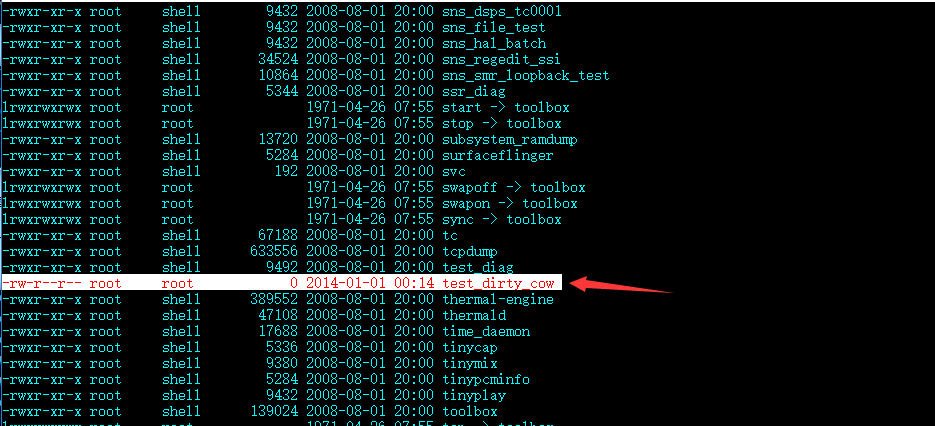 -rwxr-xr-x root     shell        9432 2008-08-01 20:00 sns_dsps_tc0001
-rwxr-xr-x root     shell        9432 2008-08-01 20:00 sns_file_test
-rwxr-xr-x root     shell        9432 2008-08-01 20:00 sns_hal_batch
-rwxr-xr-x root     shell       34524 2008-08-01 20:00 sns_regedit_ssi
-rwxr-xr-x root     shell       10864 2008-08-01 20:00 sns_smr_loopback_test
-rwxr-xr-x root     shell        5344 2008-08-01 20:00 ssr_diag
lrwxrwxrwx root     root              1971-04-26 07:55 start -> toolbox
lrwxrwxrwx root     root              1971-04-26 07:55 stop -> toolbox
-rwxr-xr-x root     shell       13720 2008-08-01 20:00 subsystem_ramdump
-rwxr-xr-x root     shell        5284 2008-08-01 20:00 surfaceflinger
-rwxr-xr-x root     shell         192 2008-08-01 20:00 svc
lrwxrwxrwx root     root              1971-04-26 07:55 swapoff -> toolbox
lrwxrwxrwx root     root              1971-04-26 07:55 swapon -> toolbox
lrwxrwxrwx root     root              1971-04-26 07:55 sync -> toolbox
-rwxr-xr-x root     shell       67188 2008-08-01 20:00 tc
-rwxr-xr-x root     shell      633556 2008-08-01 20:00 tcpdump
-rwxr-xr-x root     shell        9492 2008-08-01 20:00 test_diag
-rw-r--r-- root     root            0 2014-01-01 00:14 test_dirty_cow
-rwxr-xr-x root     shell      389552 2008-08-01 20:00 thermal-engine
-rwxr-xr-x root     shell       47108 2008-08-01 20:00 thermald
-rwxr-xr-x root     shell       17688 2008-08-01 20:00 time_daemon
-rwxr-xr-x root     shell        5336 2008-08-01 20:00 tinycap
-rwxr-xr-x root     shell        9380 2008-08-01 20:00 tinymix
-rwxr-xr-x root     shell        5284 2008-08-01 20:00 tinypcminfo
-rwxr-xr-x root     shell        9432 2008-08-01 20:00 tinyplay
-rwxr-xr-x root     shell      139024 2008-08-01 20:00 toolbox